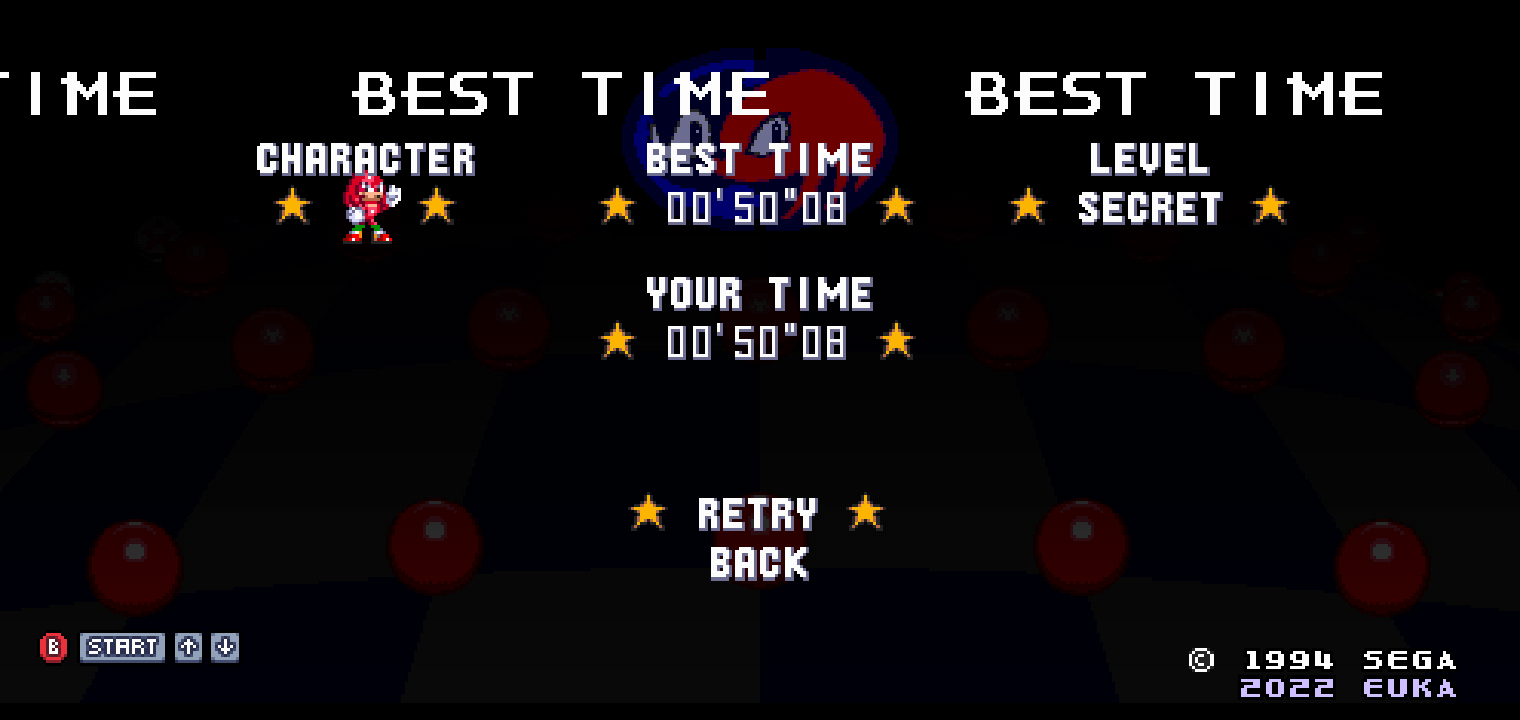 TIME BEST TIME BEST TIME
CHARACTER BEST TIME LEVEL
00'50"08 SECRET
YOUR TIME
00'50"08
RETRY
BACK
B START ↑ ↓
© 1994 SEGA
2022 EUKA